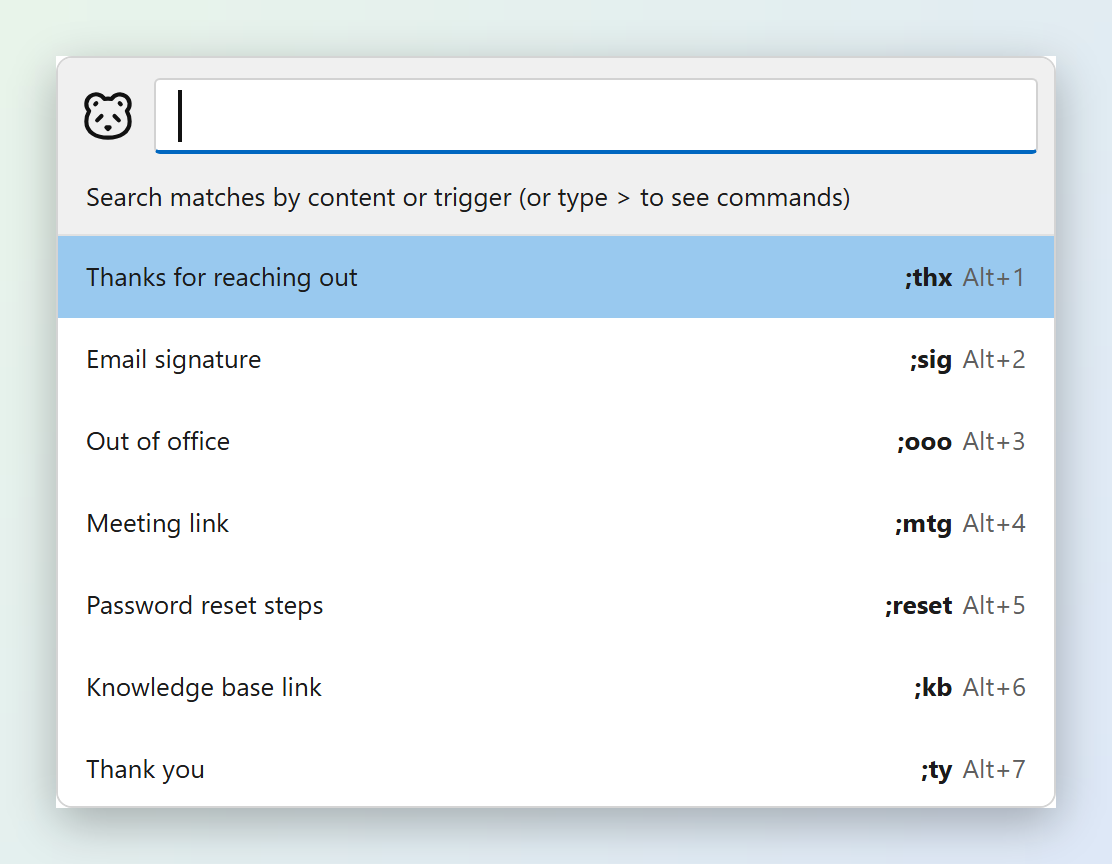 Search matches by content or trigger (or type > to see commands)
Thanks for reaching out ;thx Alt+1
Email signature ;sig Alt+2
Out of office ;ooo Alt+3
Meeting link ;mtg Alt+4
Password reset steps ;reset Alt+5
Knowledge base link ;kb Alt+6
Thank you ;ty Alt+7